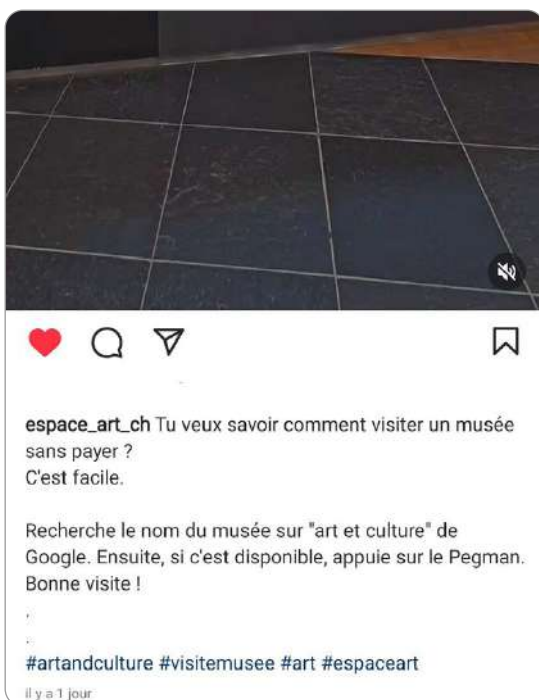 espace_art_ch Tu veux savoir comment visiter un musée
sans payer ?
C'est facile.
Recherche le nom du musée sur "art et culture" de
Google. Ensuite, si c'est disponible, appuie sur le Pegman.
Bonne visite !
.
.
#artandculture #visitemusee #art #espaceart
il y a 1 jour